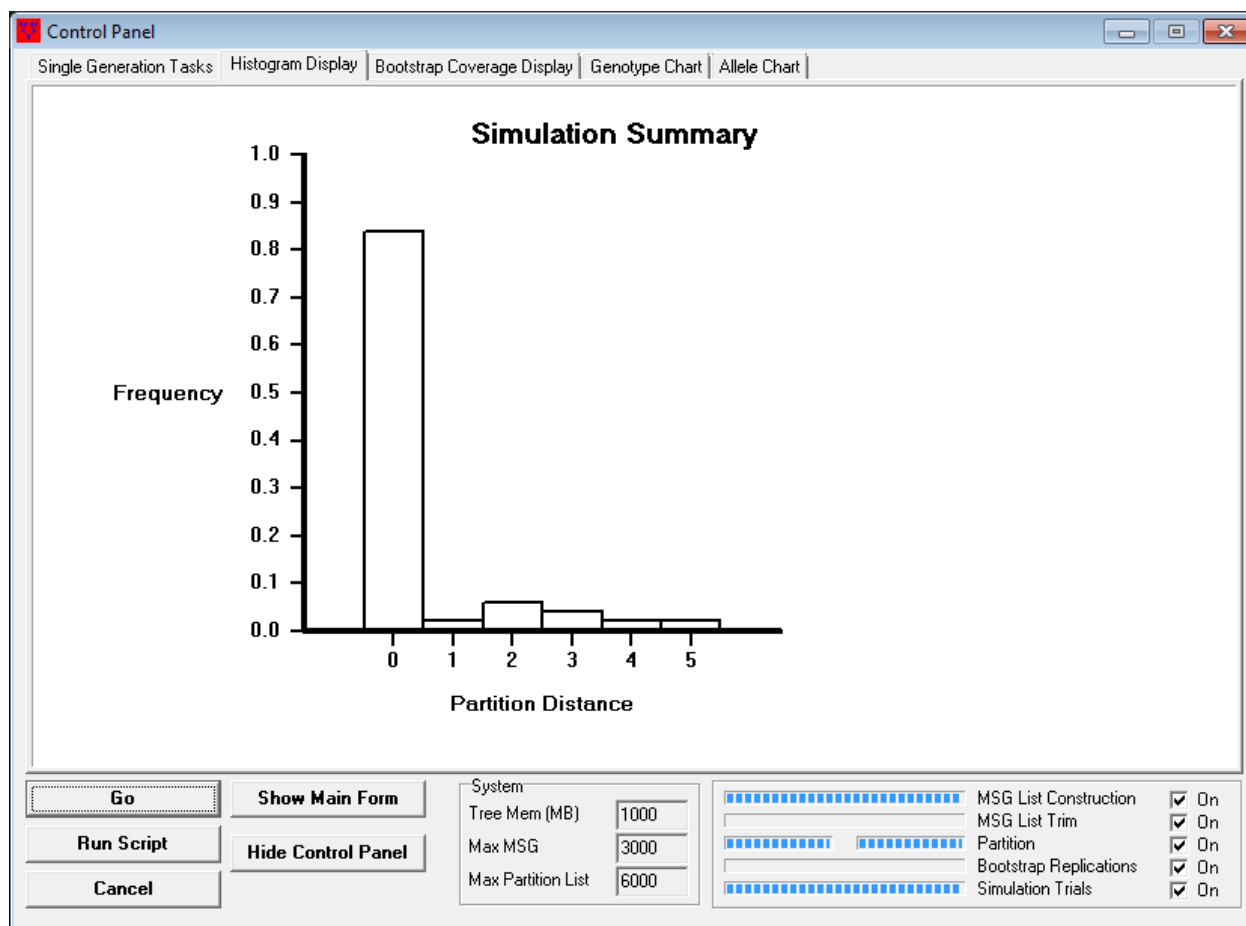 Control Panel
Single Generation Tasks Histogram Display Bootstrap Coverage Display Genotype Chart Allele Chart
Simulation Summary
1.0
0.9
0.8
0.7
0.6
Frequency 0.5
0.4
0.3
0.2
0.1
0.0
0 1 2 3 4 5
Partition Distance
Go Show Main Form
Run Script Hide Control Panel
Cancel
System
Tree Mem (MB) 1000
Max MSG 3000
Max Partition List 6000
MSG List Construction On
MSG List Trim On
Partition On
Bootstrap Replications On
Simulation Trials On